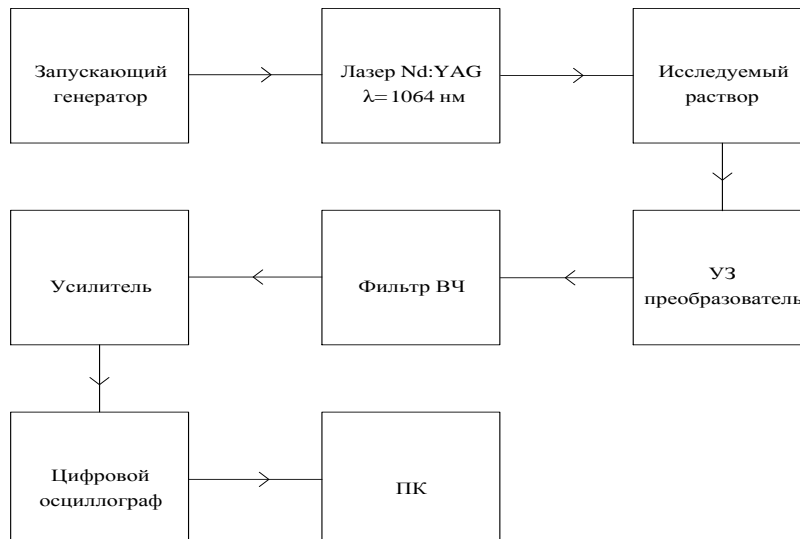 Запускающий
генератор
Лазер Nd:YAG
λ=1064 нм
Исследуемый
раствор
Усилитель
Фильтр ВЧ
УЗ
преобразователь
Цифровой
осциллограф
ПК